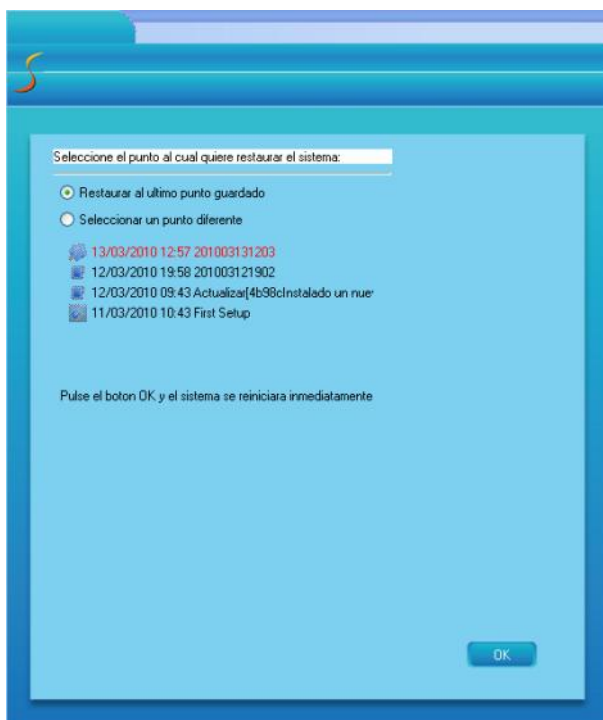 Seleccione el punto al cual quiere restaurar el sistema:
Restaurar al ultimo punto guardado
Seleccionar un punto diferente
13/03/2010 12:57 201003131203
12/03/2010 19:58 201003121902
12/03/2010 09:43 Actualizar[4b98cInstalado un nue
11/03/2010 10:43 First Setup
Pulse el boton OK y el sistema se reiniciara inmediatamente
OK